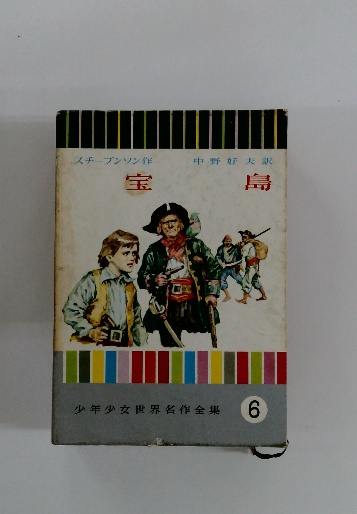 スチーブンソン作 中野好夫訳
宝島
少年少女世界名作全集 6